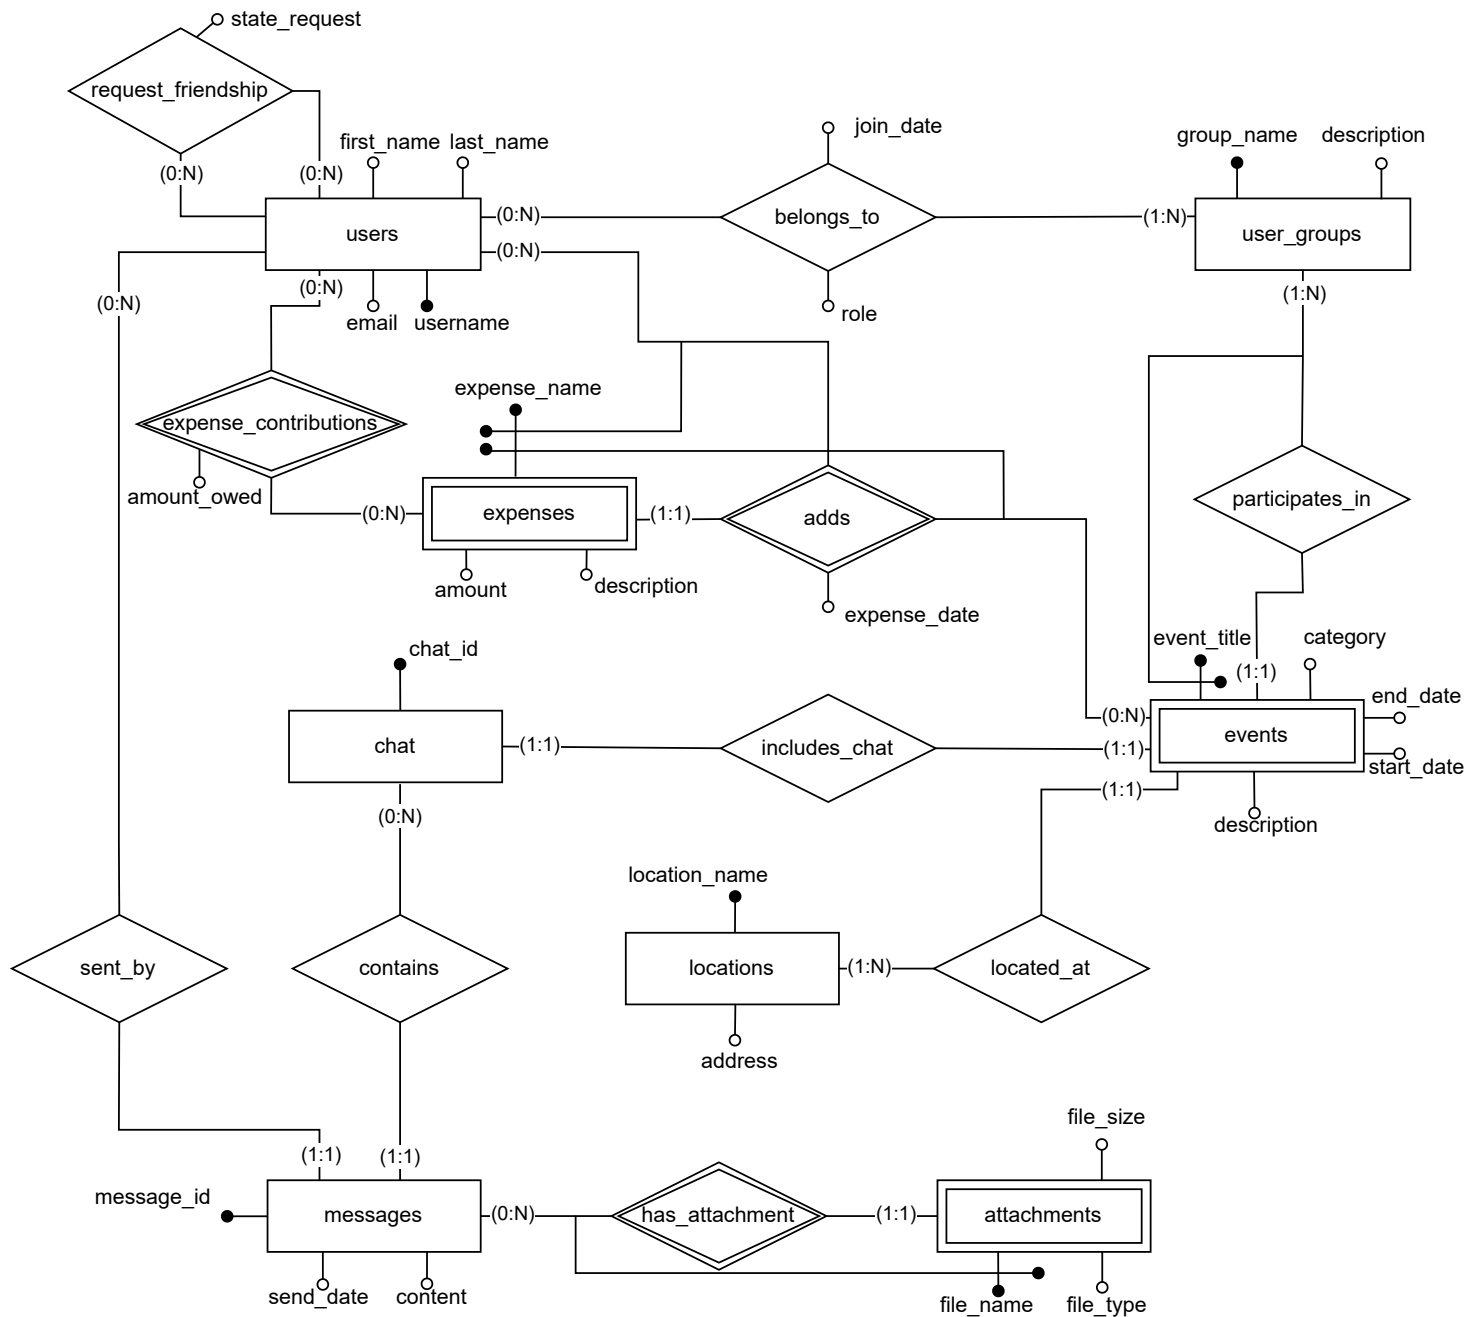 state_request
request_friendship
(0:N)
(0:N)
first_name
last_name
join_date
group_name
description
users
(0:N)
belongs_to
(1:N)
user_groups
(0:N)
(0:N)
(0:N)
(1:N)
email
username
role
expense_name
expense_contributions
amount_owed
(0:N)
expenses
(1:1)
adds
participates_in
amount
description
expense_date
chat_id
event_title
category
(1:1)
end_date
(0:N)
chat
(1:1)
includes_chat
(1:1)
events
start_date
(1:1)
(0:N)
description
location_name
sent_by
contains
locations
(1:N)
located_at
address
file_size
(1:1)
(1:1)
message_id
messages
(0:N)
has_attachment
(1:1)
attachments
send_date
content
file_name
file_type